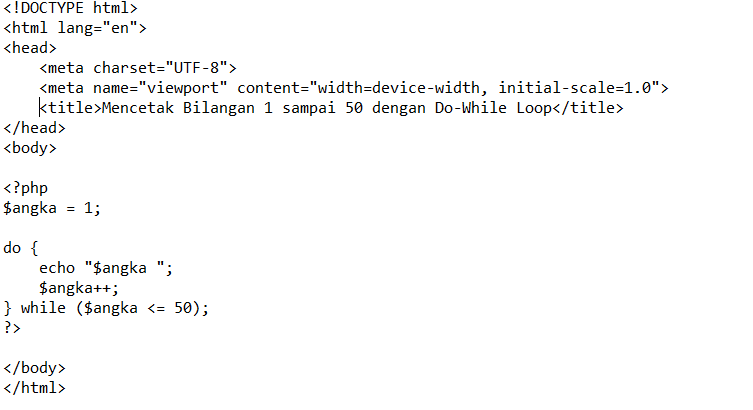 <!DOCTYPE html>
<html lang="en">
<head>
    <meta charset="UTF-8">
    <meta name="viewport" content="width=device-width, initial-scale=1.0">
    <title>Mencetak Bilangan 1 sampai 50 dengan Do-While Loop</title>
</head>
<body>

<?php
$angka = 1;

do {
    echo "$angka ";
    $angka++;
} while ($angka <= 50);
?>

</body>
</html>